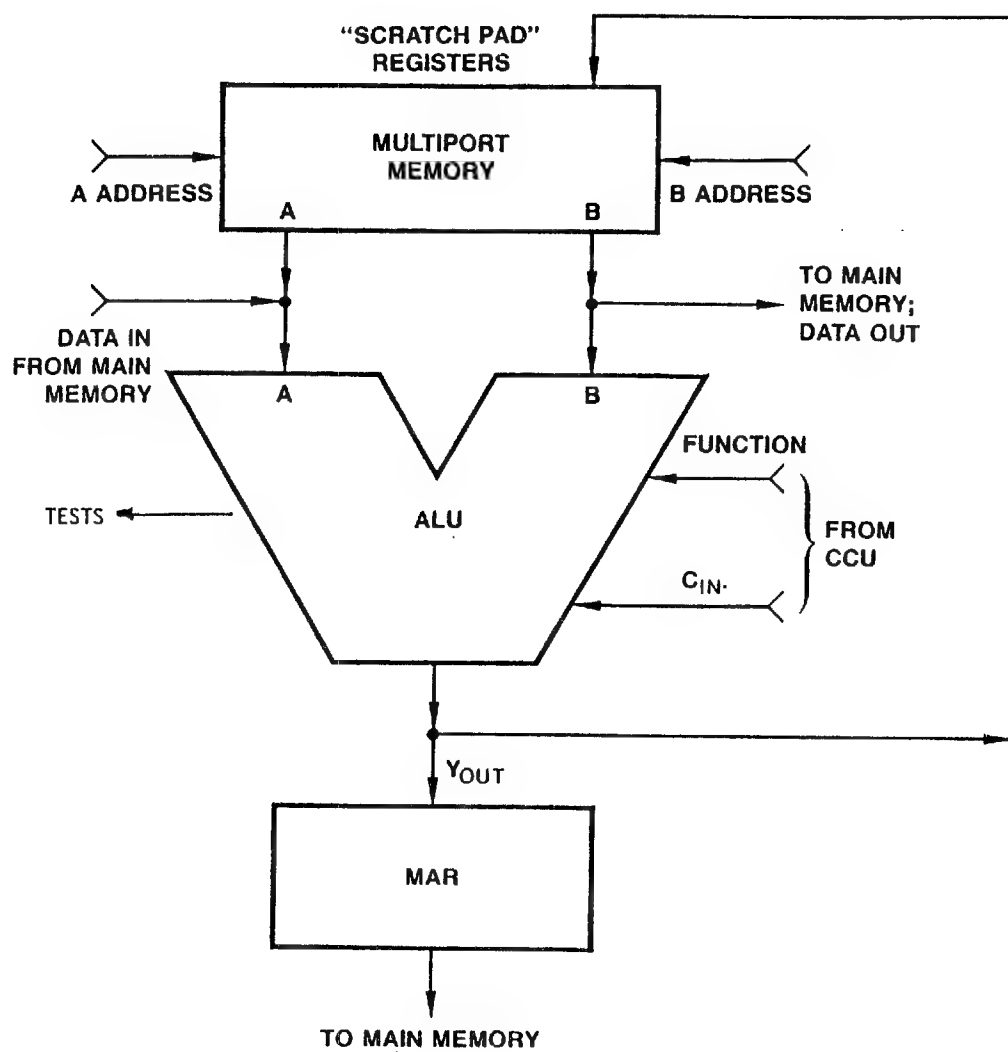 “SCRATCH PAD”
REGISTERS
MULTIPORT
MEMORY
A ADDRESS
B ADDRESS
A
B
DATA IN
FROM MAIN
MEMORY
TO MAIN
MEMORY;
DATA OUT
A
B
FUNCTION
TESTS
ALU
FROM
CCU
CIN.
YOUT
MAR
TO MAIN MEMORY